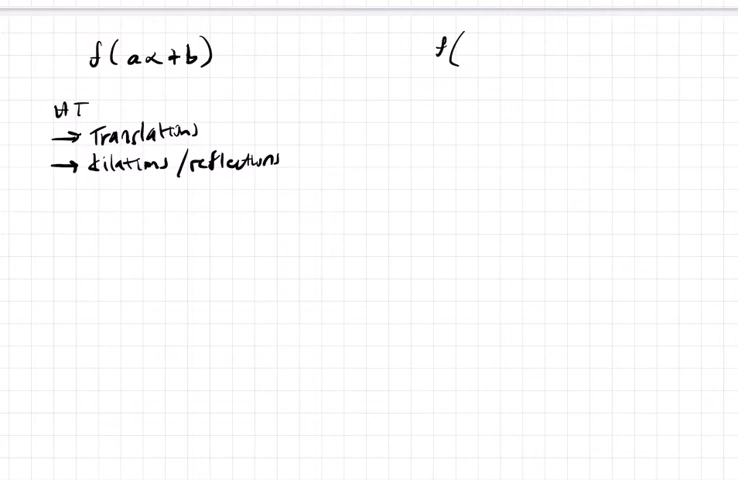 f(ax+b)
f(
HT
→ Translations
→ dilations/reflections